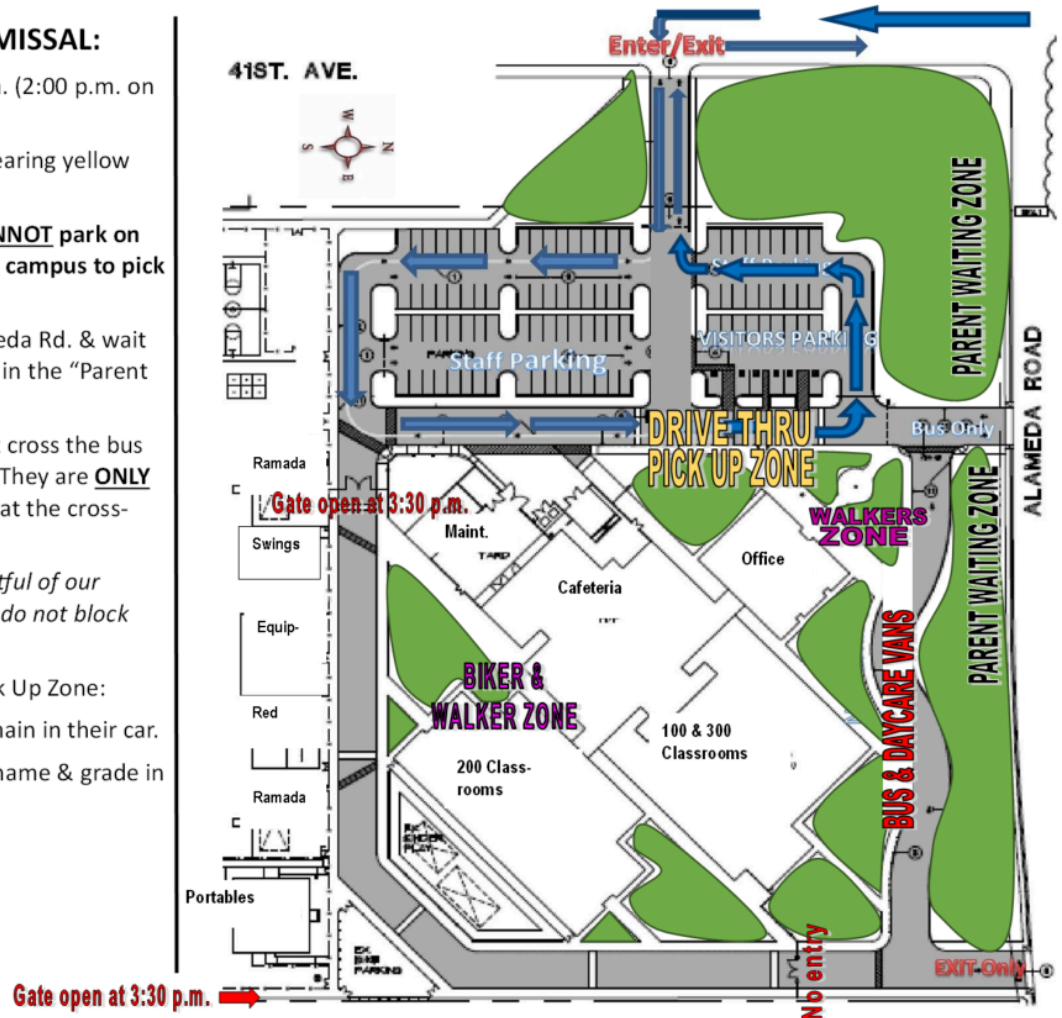 MISSAL:
. (2:00 p.m. on
earing yellow
NNOT park on
campus to pick
eda Rd. & wait
in the “Parent
cross the bus
They are ONLY
at the cross-
tful of our
do not block
k Up Zone:
main in their car.
name & grade in
Gate open at 3:30 p.m.
41ST. AVE.
Enter/Exit
W
S
N
E
PARENT WAITING ZONE
ALAMEDA ROAD
Staff Parking
VISITORS PARKING
PARKING
Staff Parking
DRIVE THRU
PICK UP ZONE
Bus Only
Ramada
Gate open at 3:30 p.m.
Swings
Maint.
YARD
Cafeteria
Office
WALKERS
ZONE
PARENT WAITING ZONE
Equip-
BUS & DAYCARE VANS
BIKER &
WALKER ZONE
Red
100 & 300
Classrooms
200 Class-
rooms
Ramada
Portables
PARKING
No entry
EXIT Only